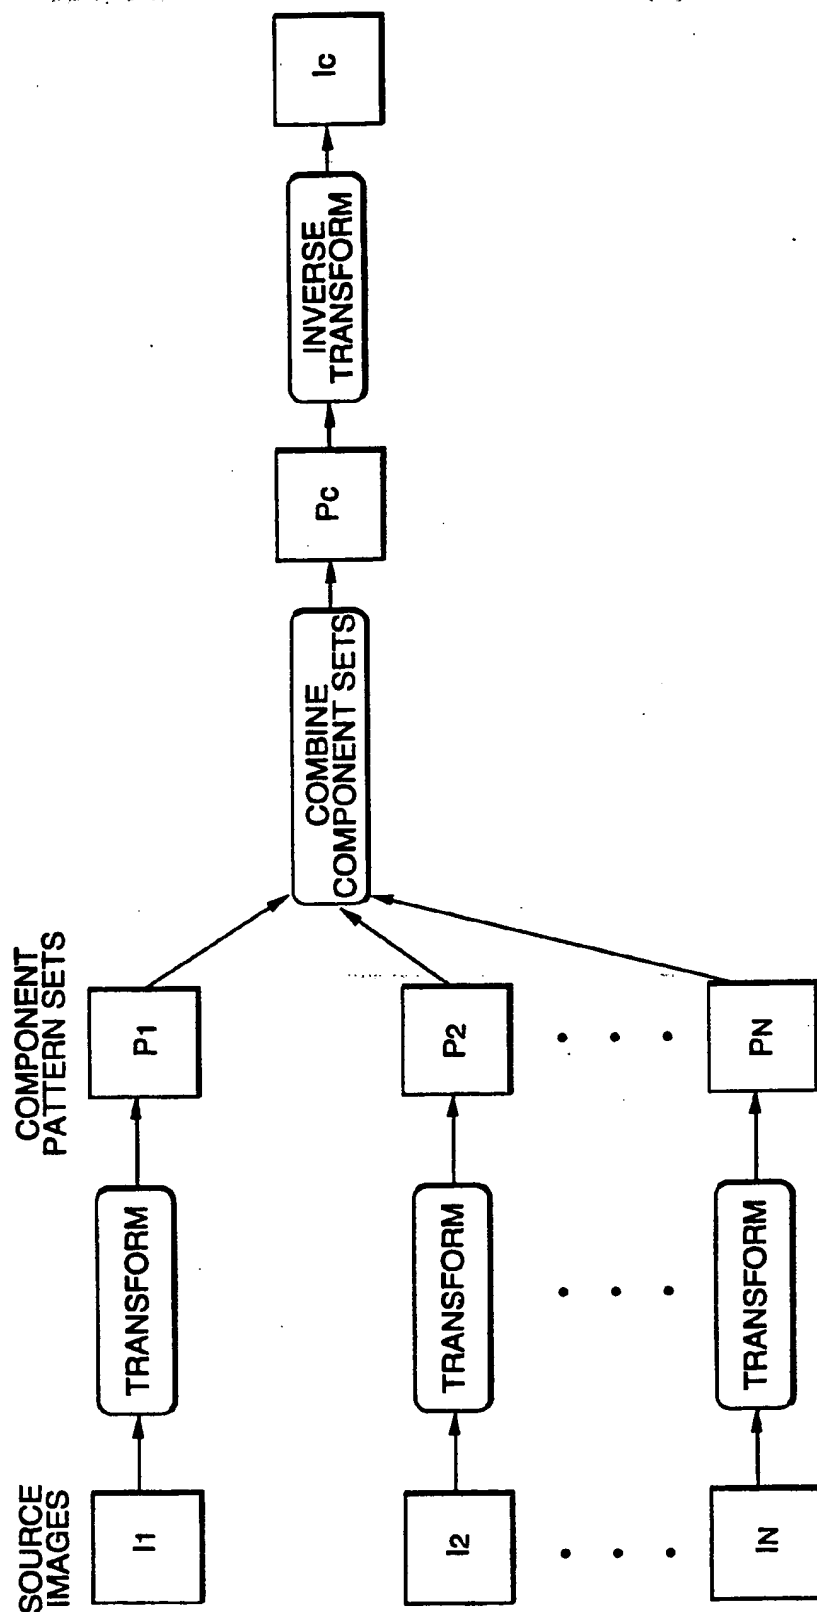 SOURCE
IMAGES
COMPONENT
PATTERN SETS
I1
TRANSFORM
P1
I2
TRANSFORM
P2
IN
TRANSFORM
PN
COMBINE
COMPONENT SETS
PC
INVERSE
TRANSFORM
IC